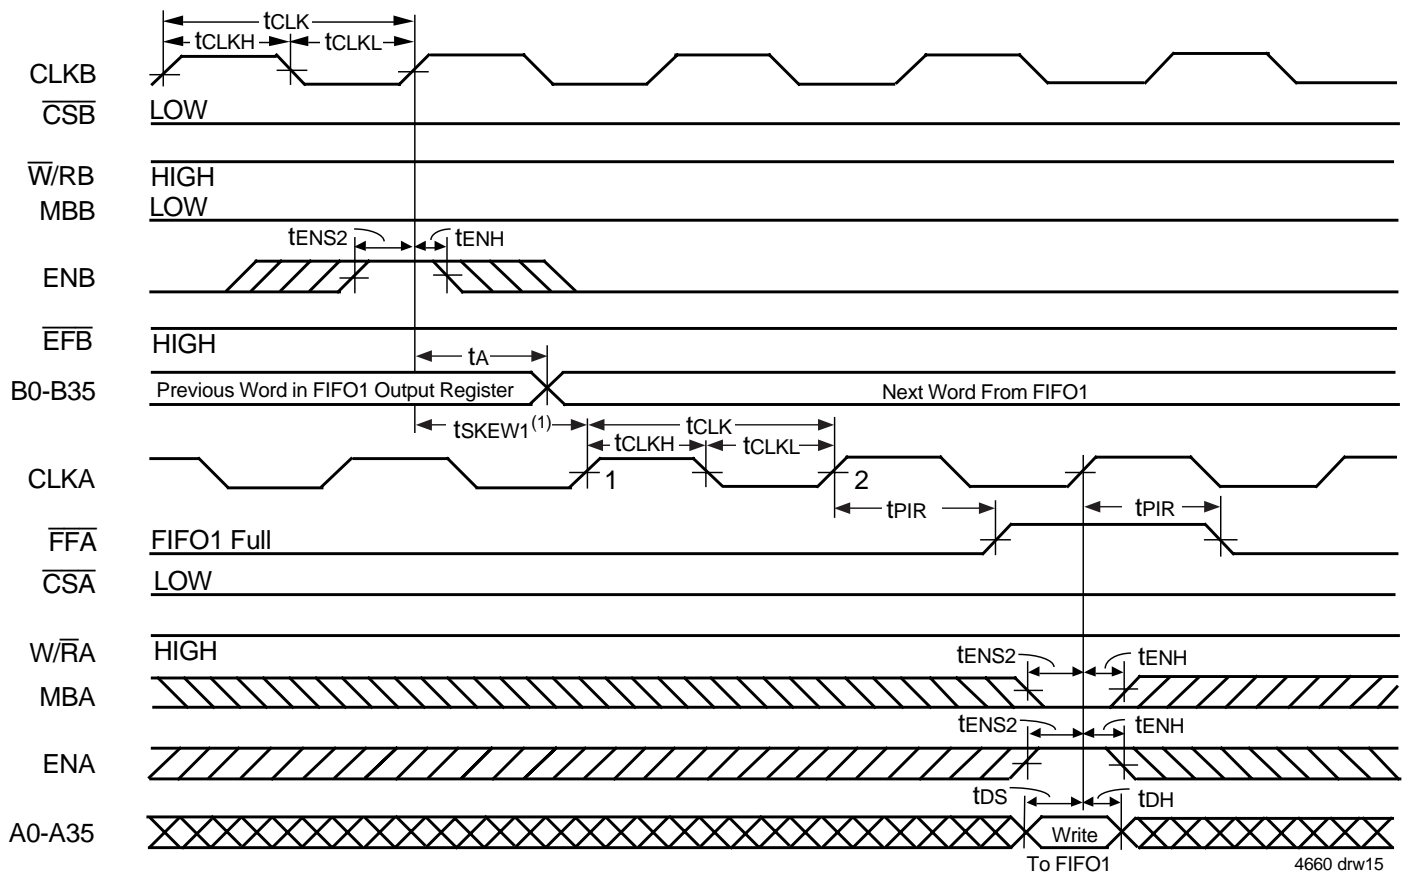 tCLK
tCLKH tCLKL
CLKB
CSB LOW
W/RB HIGH
MBB LOW
tENS2 tENH
ENB
EFB HIGH
tA
B0-B35 Previous Word in FIFO1 Output Register Next Word From FIFO1
tSKEW1 (1) tCLK
tCLKH tCLKL
CLKA 1 2
tPIR tPIR
FFA FIFO1 Full
CSA LOW
W/RA HIGH
tENS2 tENH
MBA
tENS2 tENH
ENA
tDS tDH
A0-A35 Write
To FIFO1 4660 drw15